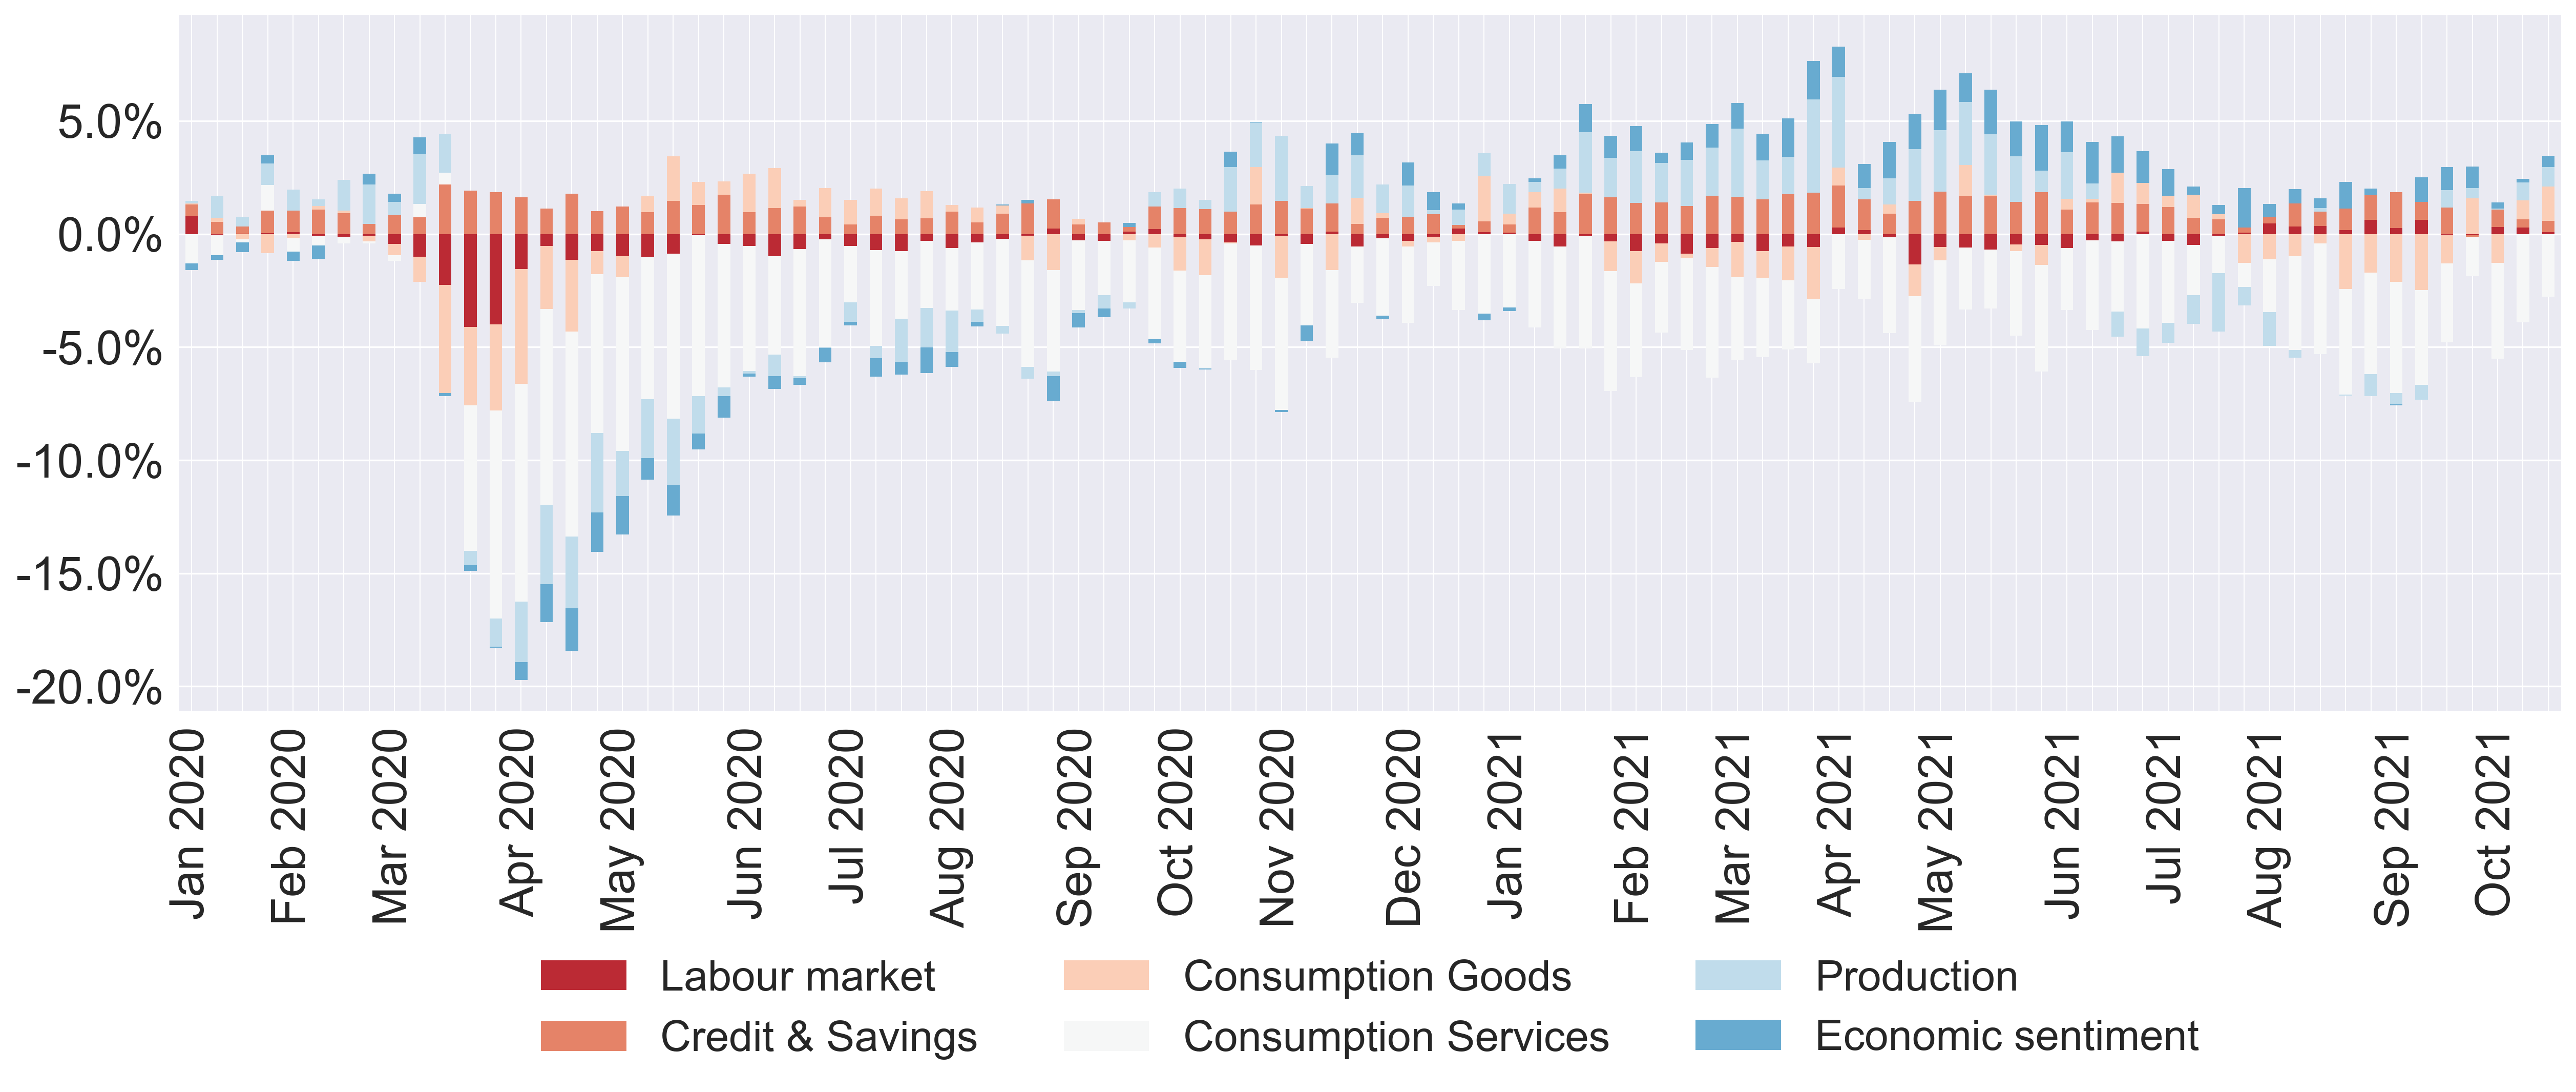 5.0%
0.0%
-5.0%
-10.0%
-15.0%
-20.0%
Jan 2020
Feb 2020
Mar 2020
Apr 2020
May 2020
Jun 2020
Jul 2020
Aug 2020
Sep 2020
Oct 2020
Nov 2020
Dec 2020
Jan 2021
Feb 2021
Mar 2021
Apr 2021
May 2021
Jun 2021
Jul 2021
Aug 2021
Sep 2021
Oct 2021
Labour market
Consumption Goods
Production
Credit & Savings
Consumption Services
Economic sentiment